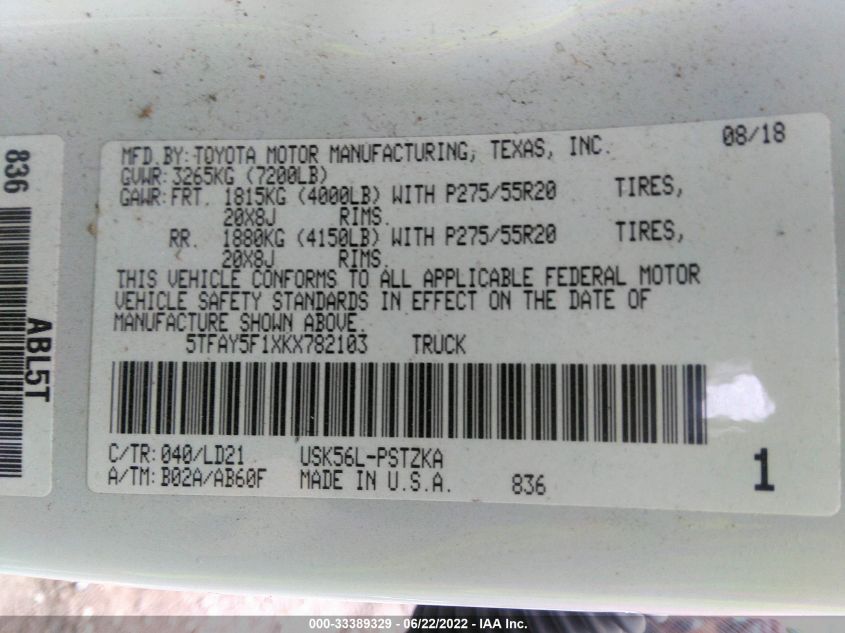 836
ABL5T
MFD. BY: TOYOTA MOTOR MANUFACTURING, TEXAS, INC. 08/18
GVWR: 3265KG (7200LB)
GAWR: FRT. 1815KG (4000LB) WITH P275/55R20 TIRES,
20X8J RIMS.
RR. 1880KG (4150LB) WITH P275/55R20 TIRES,
20X8J RIMS.
THIS VEHICLE CONFORMS TO ALL APPLICABLE FEDERAL MOTOR
VEHICLE SAFETY STANDARDS IN EFFECT ON THE DATE OF
MANUFACTURE SHOWN ABOVE.
5TFAY5F1XKX782103 TRUCK
C/TR: 040/LD21 USK56L-PSTZKA
A/TM: B02A/AB60F MADE IN U.S.A. 836 1
000-33389329 - 06/22/2022 - IAA Inc.